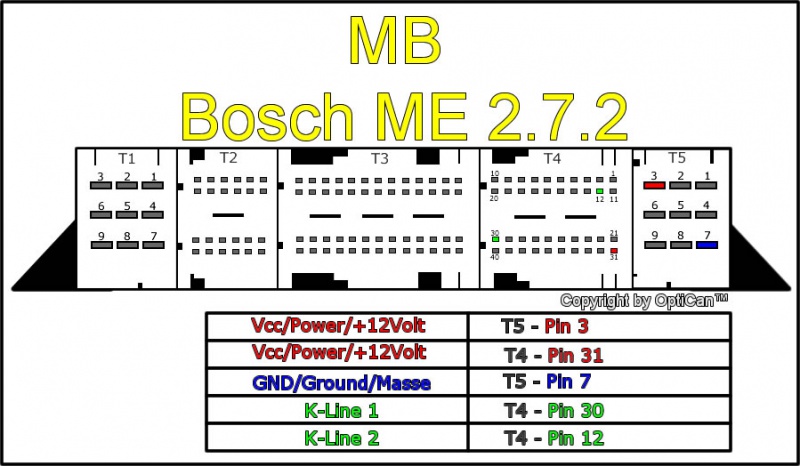 MB
Bosch ME 2.7.2
T1 T2 T3 T4 T5
3 2 1 10 1 3 2 1
20 12 11
6 5 4 6 5 4
30 21
9 8 7 40 31 9 8 7
Copyright by OptiCan™
Vcc/Power/+12Volt T5 - Pin 3
Vcc/Power/+12Volt T4 - Pin 31
GND/Ground/Masse T5 - Pin 7
K-Line 1 T4 - Pin 30
K-Line 2 T4 - Pin 12